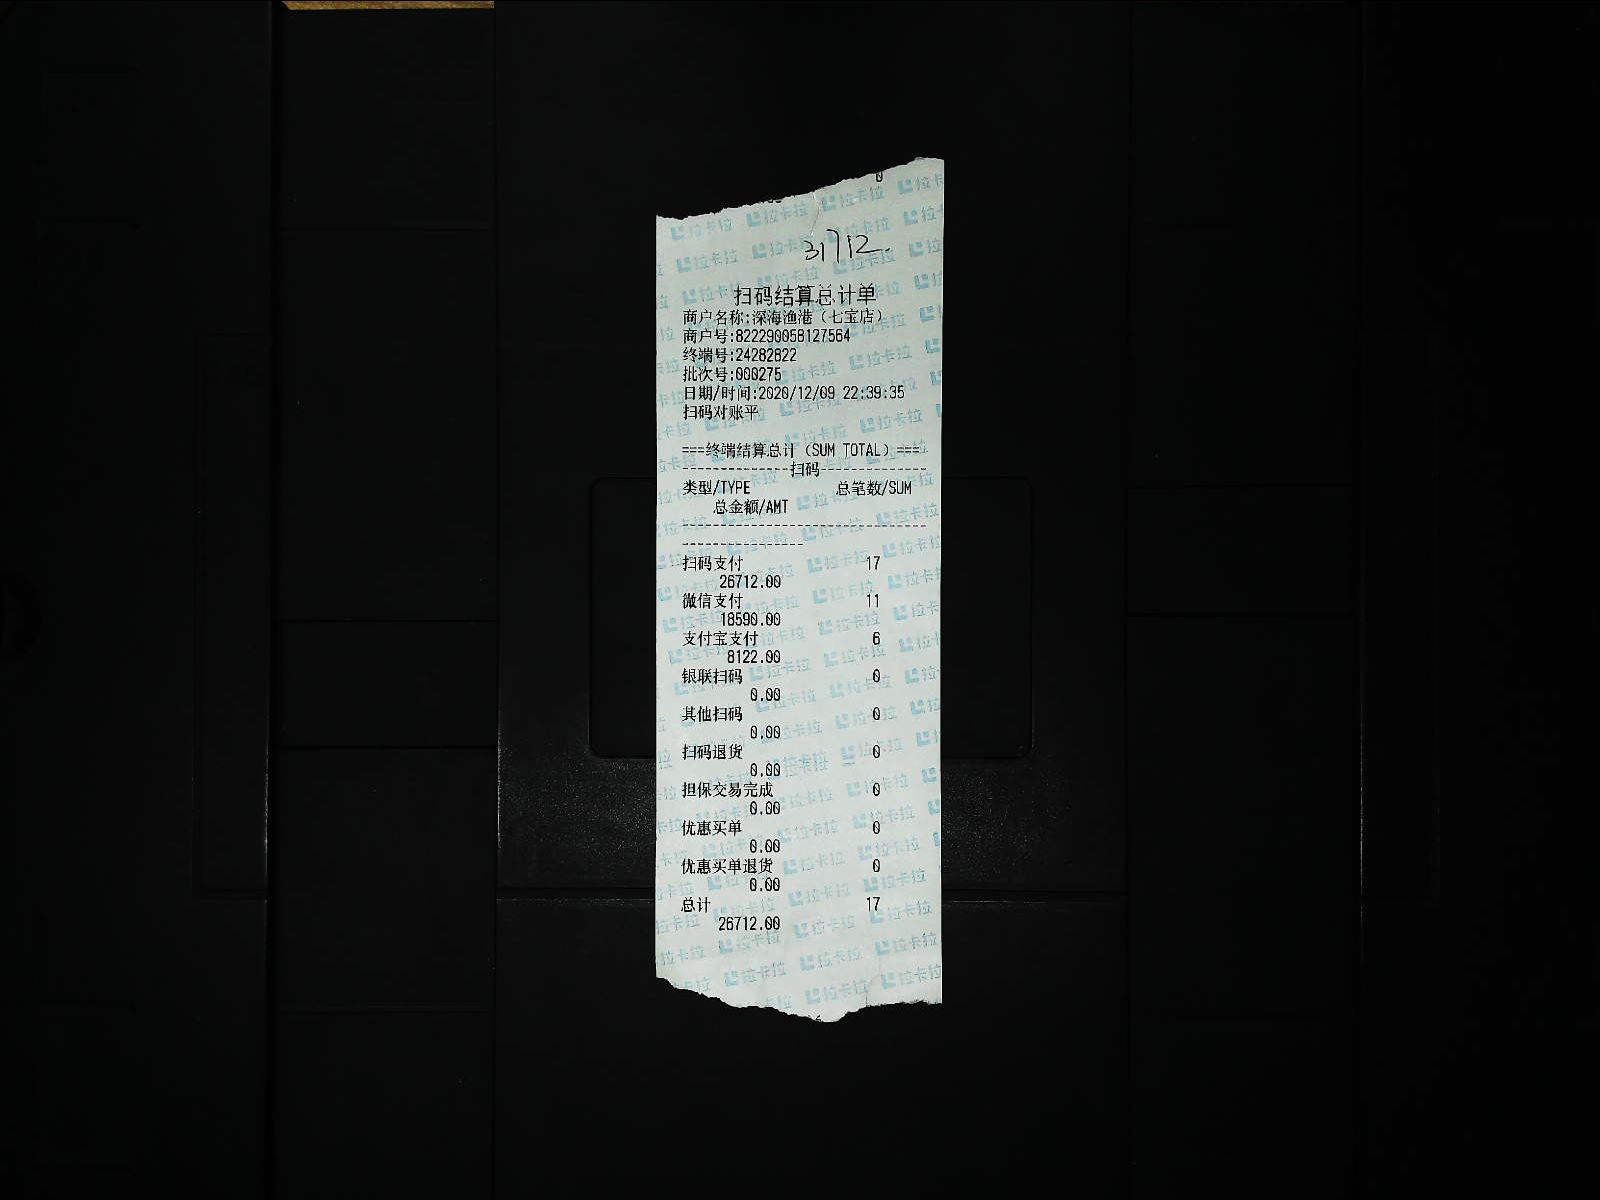 0
31712.
扫码结算总计单
商户名称:深海渔港（七宝店）
商户号:822290058127564
终端号:24282822
批次号:000275
日期/时间:2020/12/09 22:39:35
扫码对账平
===终端结算总计（SUM TOTAL）===
扫码
类型/TYPE 总笔数/SUM
总金额/AMT
扫码支付 17
26712.00
微信支付 11
18590.00
支付宝支付 6
8122.00
银联扫码 0
0.00
其他扫码 0
0.00
扫码退货 0
0.00
担保交易完成 0
0.00
优惠买单 0
0.00
优惠买单退货 0
0.00
总计 17
26712.00
拉卡拉